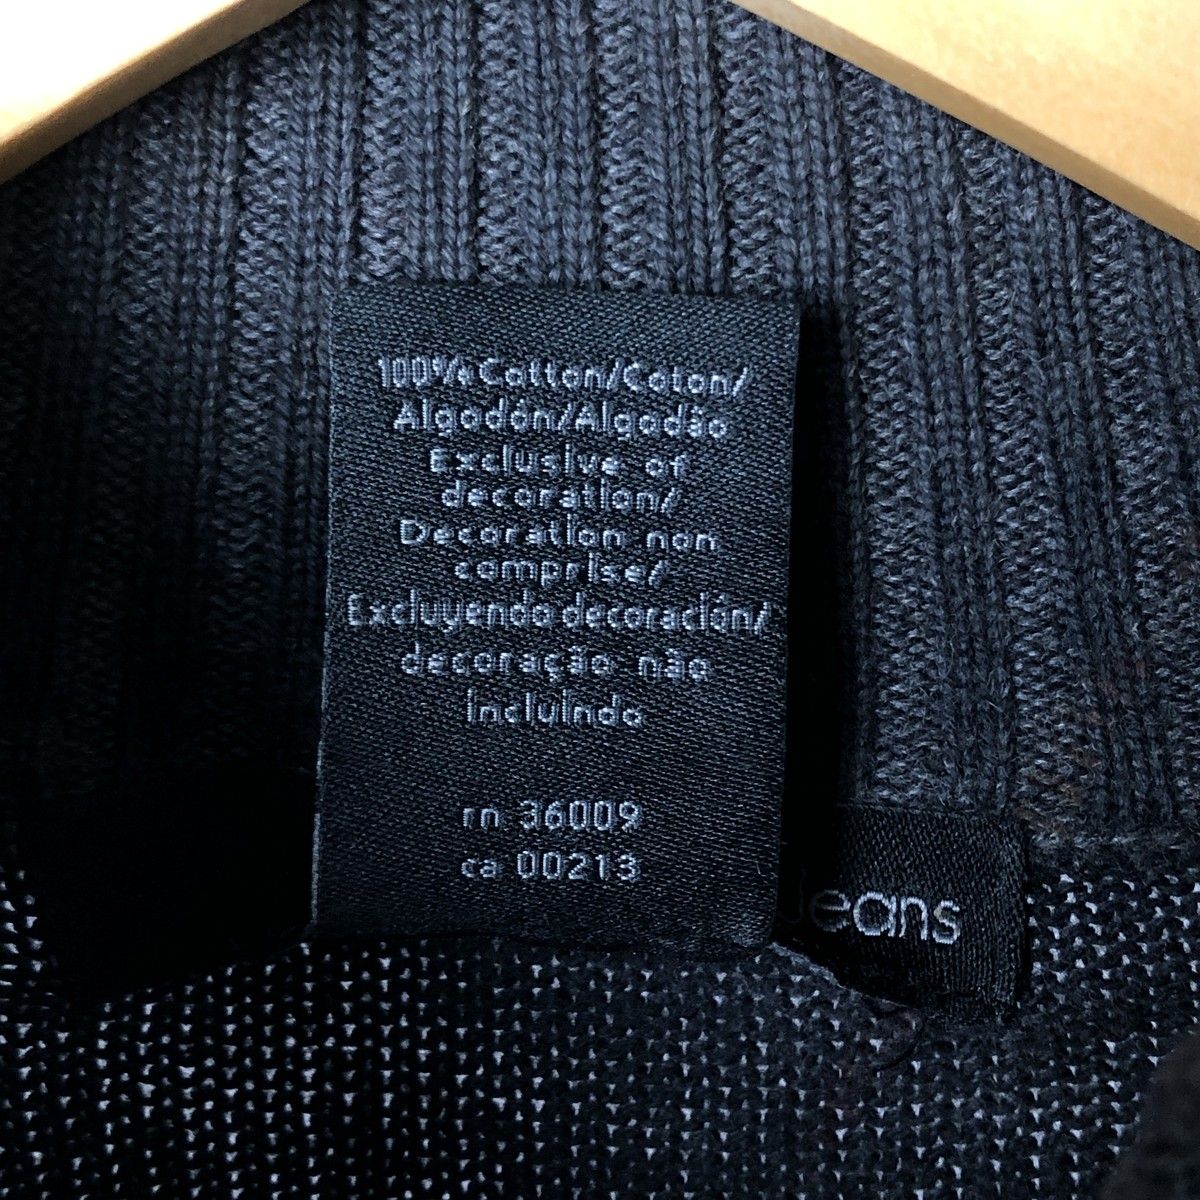 100% Cotton/Coton/
Algodón/Algodão
Exclusive of
decoration/
Decoration non
comprise/
Excluyendo decoración/
decoração não
incluindo
rn 36009
ca 00213
Jeans